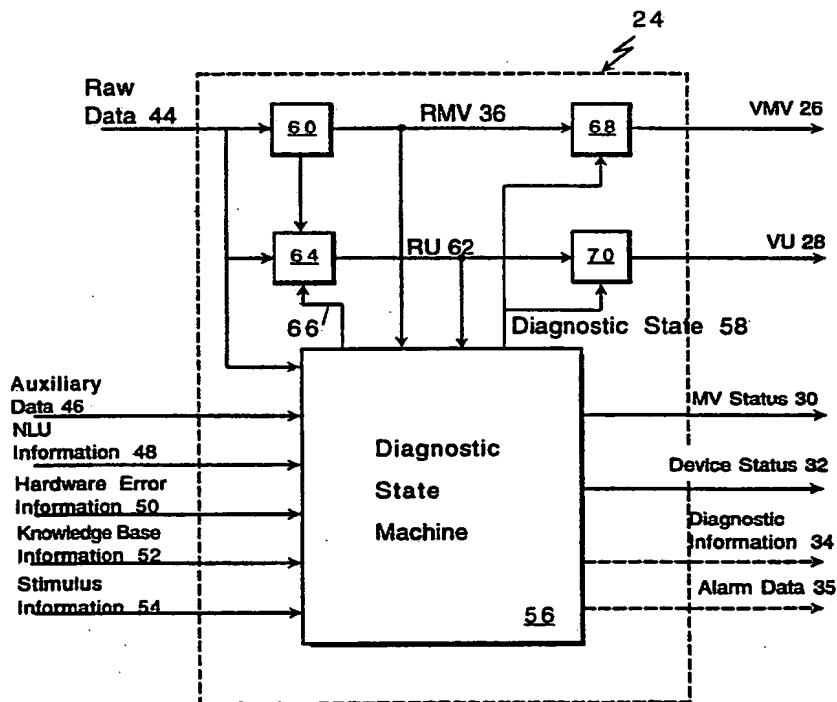 24
Raw
Data 44
60
RMV 36
68
VMV 26
64
RU 62
70
VU 28
66
Diagnostic State 58
Auxiliary
Data 46
NLU
Information 48
Hardware Error
Information 50
Knowledge Base
Information 52
Stimulus
Information 54
Diagnostic
State
Machine
56
MV Status 30
Device Status 32
Diagnostic
Information 34
Alarm Data 35